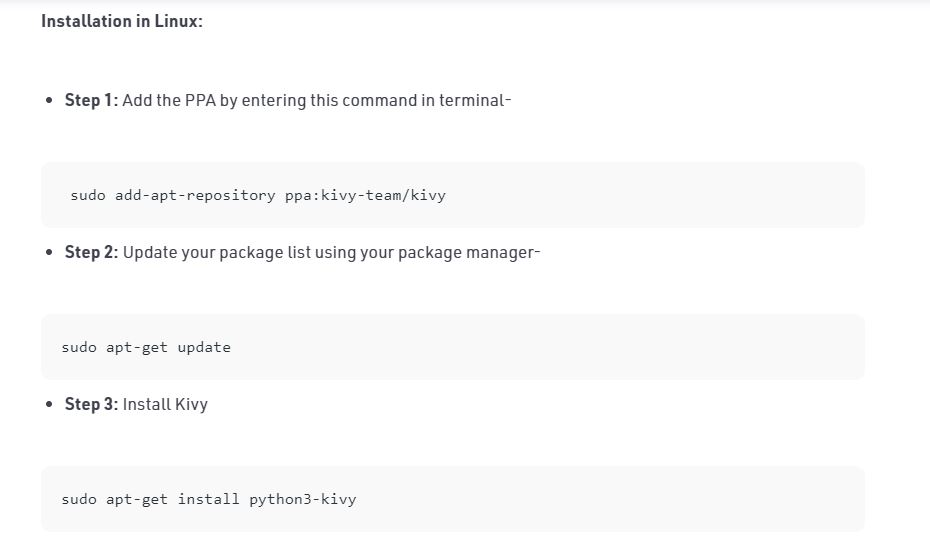 Installation in Linux:
• Step 1: Add the PPA by entering this command in terminal-
sudo add-apt-repository ppa:kivy-team/kivy
• Step 2: Update your package list using your package manager-
sudo apt-get update
• Step 3: Install Kivy
sudo apt-get install python3-kivy